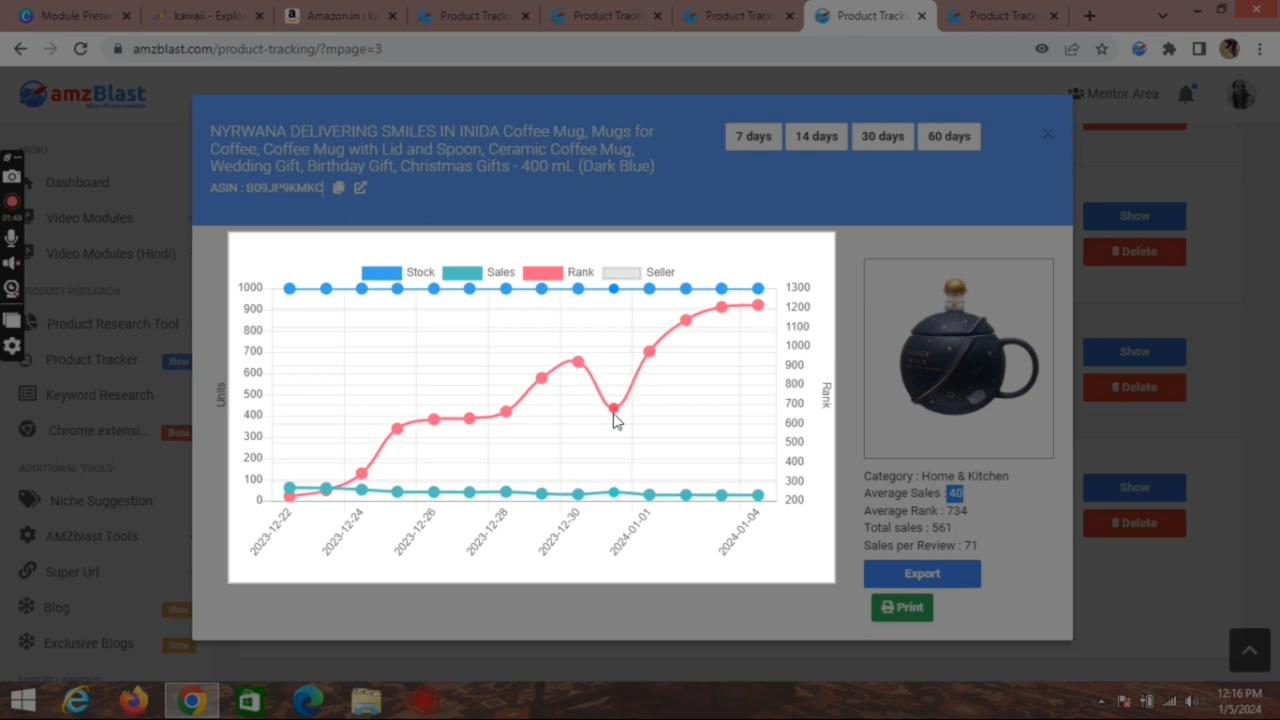 Module Prese
kawaii - Explo
Amazon.in : ka
Product Track
Product Track
Product Track
Product Track
Product Track
amzblast.com/product-tracking/?mpage=3
amzBlast
Mentor Area
NYRWANA DELIVERING SMILES IN INIDA Coffee Mug, Mugs for
Coffee, Coffee Mug with Lid and Spoon, Ceramic Coffee Mug,
Wedding Gift, Birthday Gift, Christmas Gifts - 400 mL (Dark Blue)
ASIN : B09JP9KMKC
7 days
14 days
30 days
60 days
MENU
Dashboard
Video Modules
Video Modules (Hindi)
PRODUCT RESEARCH
Product Research Tool
Product Tracker
New
Keyword Research
Chrome extensi...
Beta
ADDITIONAL TOOLS
Niche Suggestion
AMZblast Tools
Super Url
Blog
New
Exclusive Blogs
New
01:49
Stock
Sales
Rank
Seller
1000
900
800
700
600
500
400
300
200
100
0
Units
1300
1200
1100
1000
900
800
700
600
500
400
300
200
Rank
2023-12-22
2023-12-24
2023-12-26
2023-12-28
2023-12-30
2024-01-01
2024-01-04
Category : Home & Kitchen
Average Sales : 40
Average Rank : 734
Total sales : 561
Sales per Review : 71
Export
Print
Show
Delete
Show
Delete
Show
Delete
12:16 PM
1/5/2024